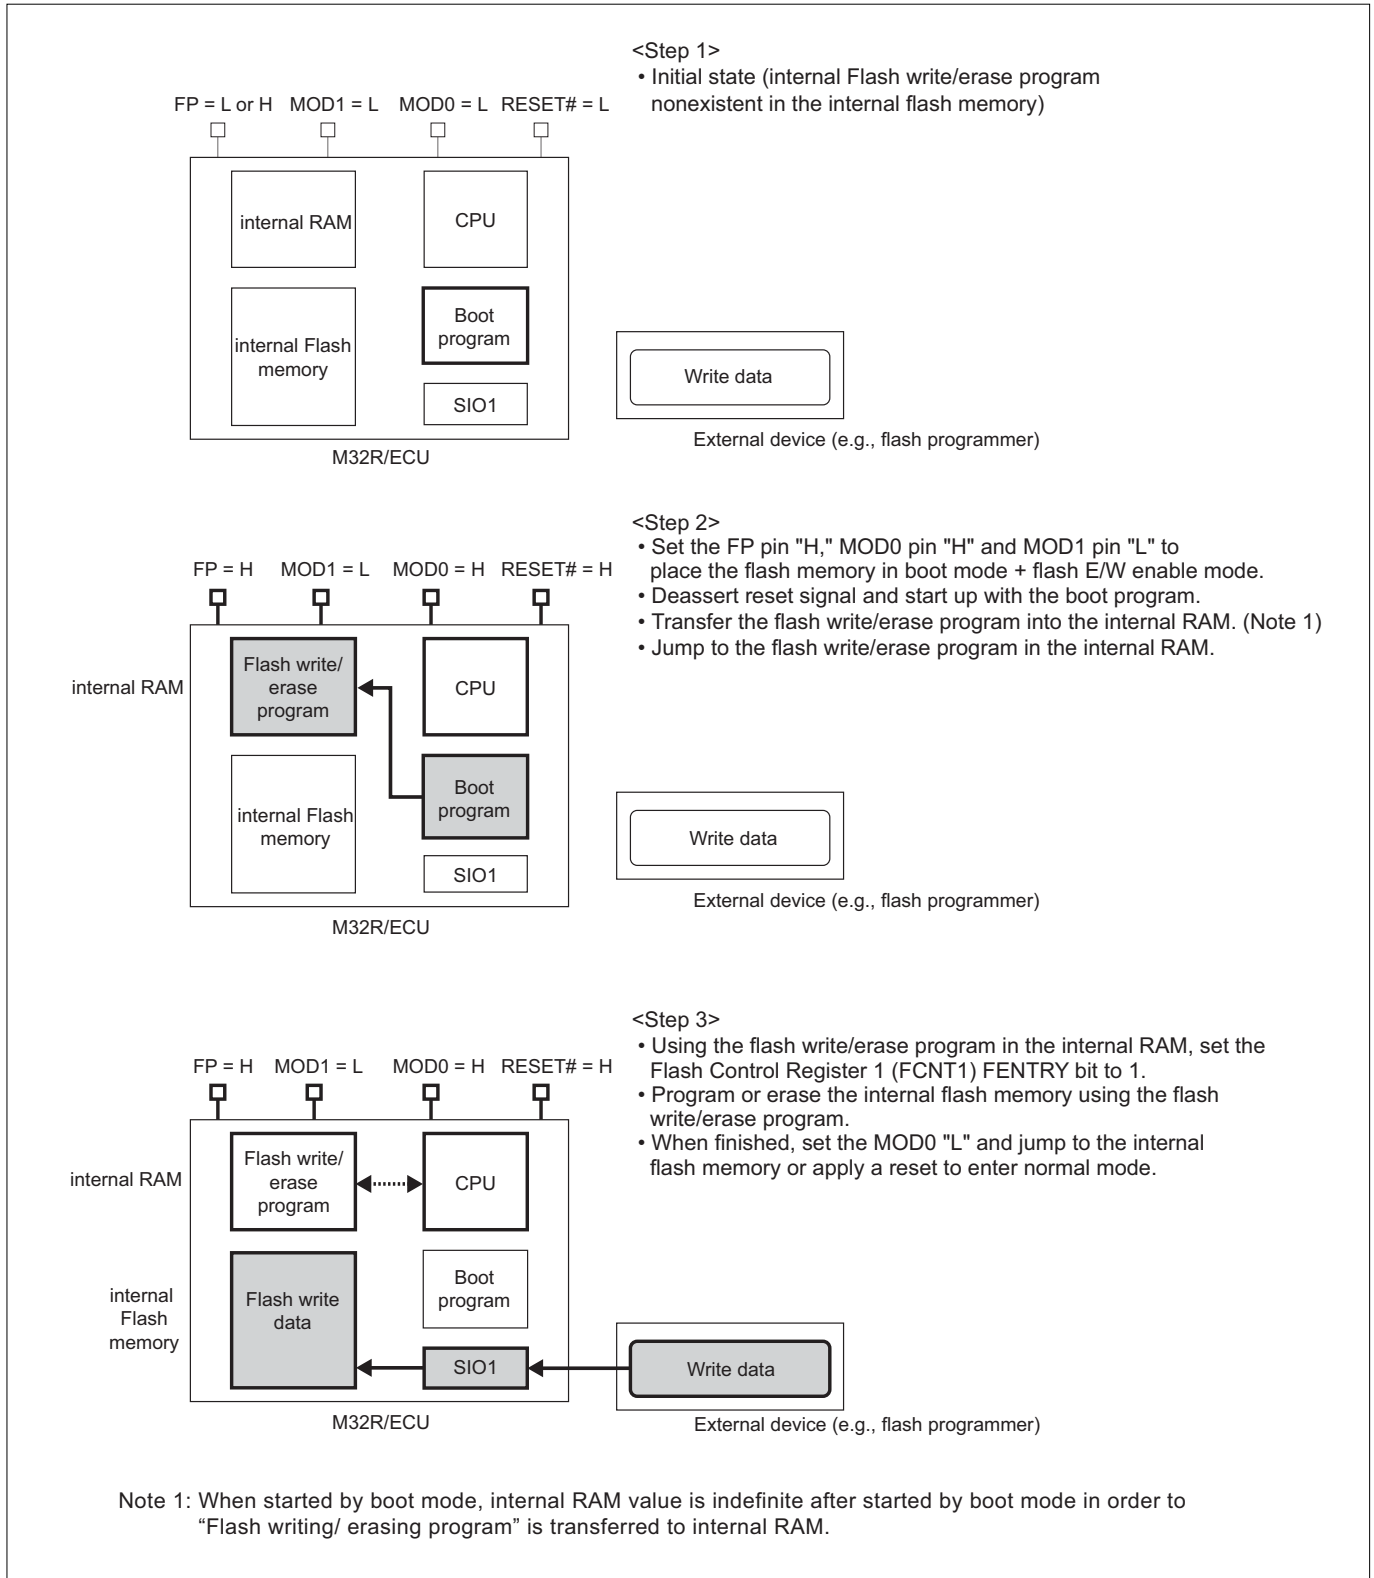 <Step 1>
• Initial state (internal Flash write/erase program
nonexistent in the internal flash memory)
FP = L or H MOD1 = L MOD0 = L RESET# = L
internal RAM
CPU
internal Flash
memory
Boot
program
SIO1
Write data
External device (e.g., flash programmer)
M32R/ECU
<Step 2>
• Set the FP pin "H," MOD0 pin "H" and MOD1 pin "L" to
place the flash memory in boot mode + flash E/W enable mode.
• Deassert reset signal and start up with the boot program.
• Transfer the flash write/erase program into the internal RAM. (Note 1)
• Jump to the flash write/erase program in the internal RAM.
FP = H MOD1 = L MOD0 = H RESET# = H
internal RAM
Flash write/
erase
program
CPU
internal Flash
memory
Boot
program
SIO1
Write data
External device (e.g., flash programmer)
M32R/ECU
<Step 3>
• Using the flash write/erase program in the internal RAM, set the
Flash Control Register 1 (FCNT1) FENTRY bit to 1.
• Program or erase the internal flash memory using the flash
write/erase program.
• When finished, set the MOD0 "L" and jump to the internal
flash memory or apply a reset to enter normal mode.
FP = H MOD1 = L MOD0 = H RESET# = H
internal RAM
Flash write/
erase
program
CPU
internal
Flash
memory
Flash write
data
Boot
program
SIO1
Write data
External device (e.g., flash programmer)
M32R/ECU
Note 1: When started by boot mode, internal RAM value is indefinite after started by boot mode in order to
“Flash writing/ erasing program” is transferred to internal RAM.